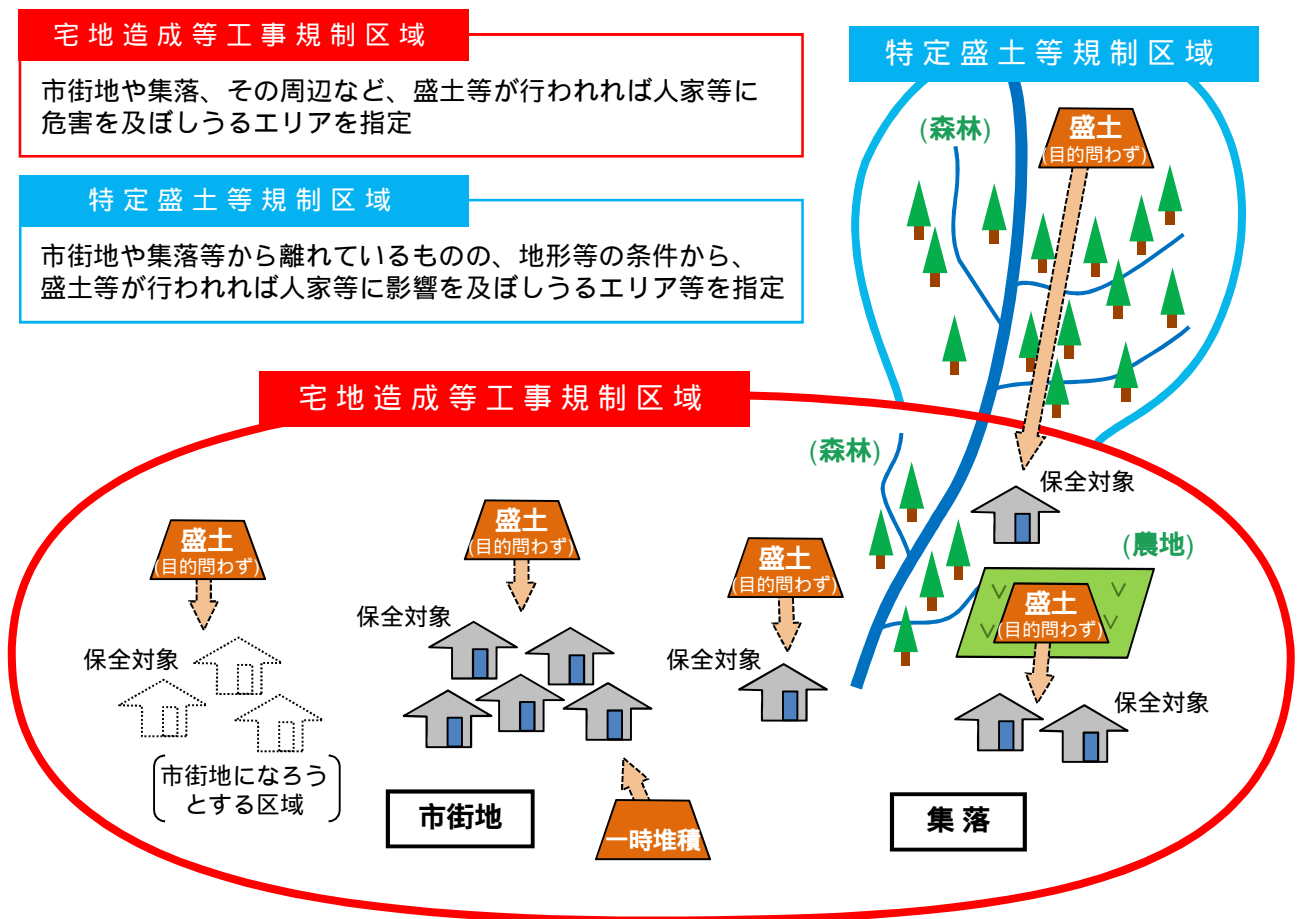 宅地造成等工事規制区域
市街地や集落、その周辺など、盛土等が行われれば人家等に
危害を及ぼしうるエリアを指定
特定盛土等規制区域
市街地や集落等から離れているものの、地形等の条件から、
盛土等が行われれば人家等に影響を及ぼしうるエリア等を指定
特定盛土等規制区域
(森林)
盛土
(目的問わず)
宅地造成等工事規制区域
(森林)
保全対象
盛土
(目的問わず)
保全対象
(市街地になろう
とする区域)
盛土
(目的問わず)
保全対象
市街地
一時堆積
盛土
(目的問わず)
保全対象
(農地)
盛土
(目的問わず)
保全対象
集落